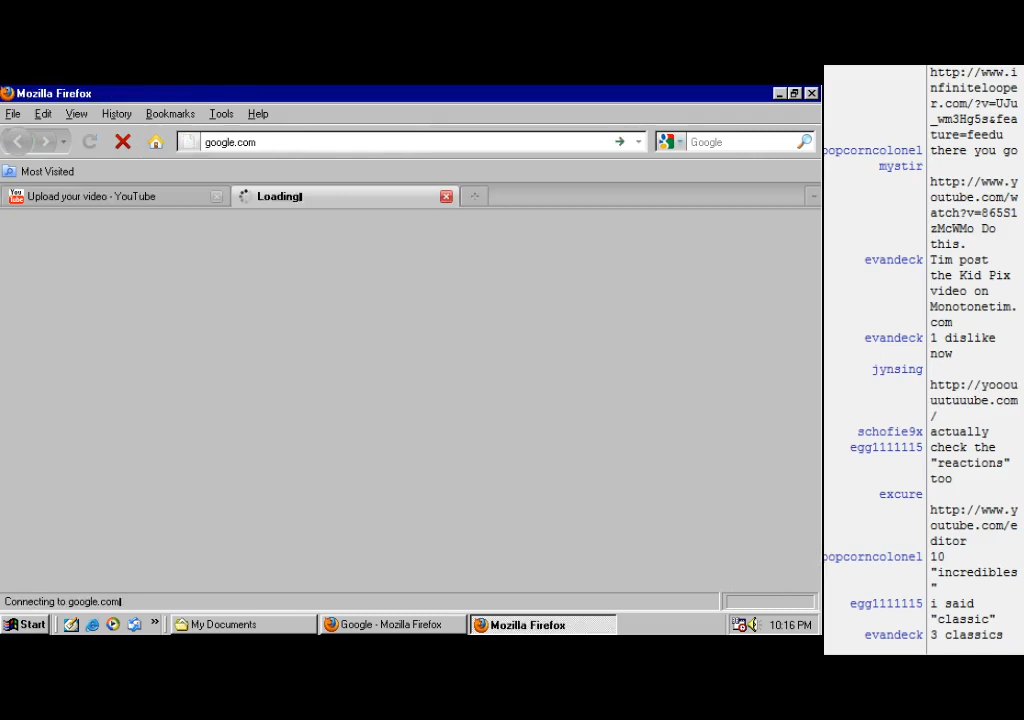 Mozilla Firefox
File Edit View History Bookmarks Tools Help
google.com
Google
Most Visited
You Tube Upload your video - YouTube
Loading
Connecting to google.com
Start
My Documents
Google - Mozilla Firefox
Mozilla Firefox
10:16 PM
http://www.i
nfiniteloope
r.com/?v=UJu
_wm3Hg5s&fea
ture=feedu
popcorncolonel there you go
mystir
http://www.y
outube.com/w
atch?v=865S1
zMcWMo Do
this.
evandeck Tim post
the Kid Pix
video on
Monotonetim.
com
evandeck 1 dislike
now
jynsing
http://yooou
uutuuube.com
/
schofie9x actually
egg1111115 check the
"reactions"
too
excure
http://www.y
outube.com/e
ditor
popcorncolonel 10
"incredibles
"
egg1111115 i said
"classic"
evandeck 3 classics